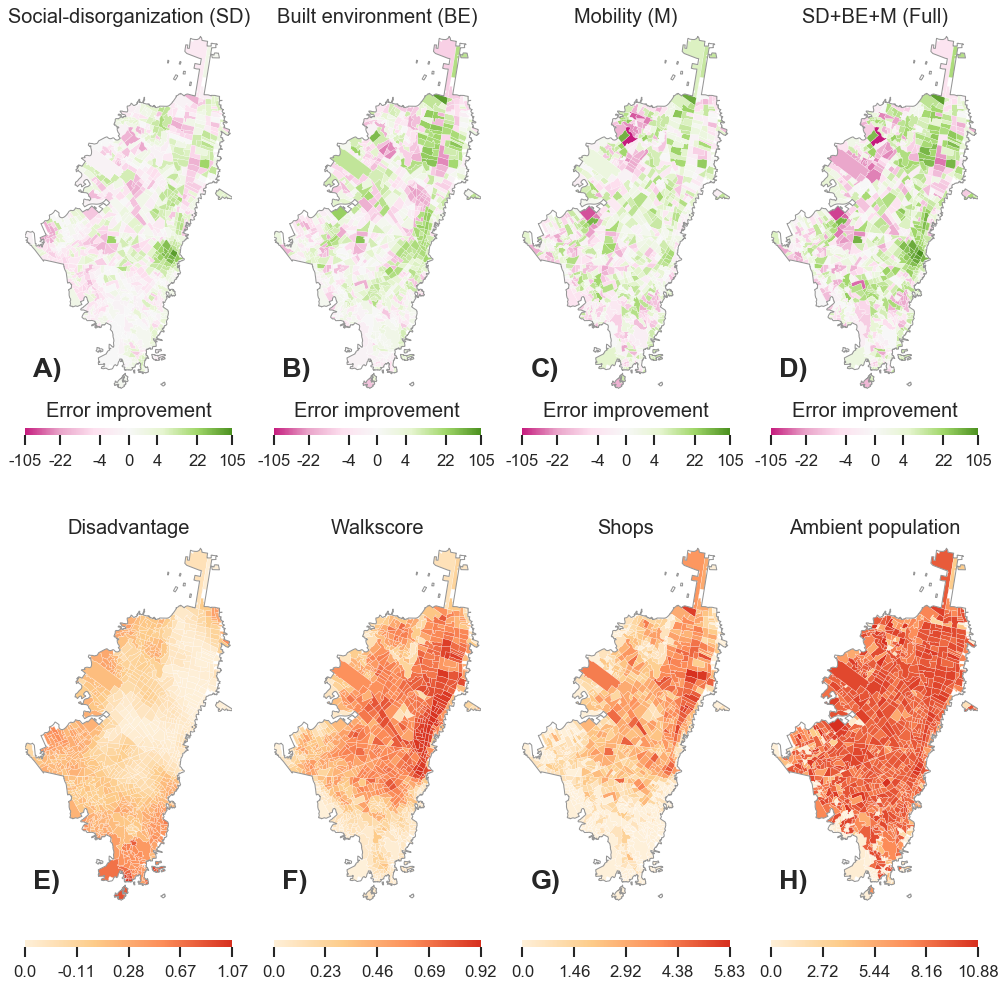 Social-disorganization (SD) Built environment (BE) Mobility (M) SD+BE+M (Full)
A) B) C) D)
Error improvement Error improvement Error improvement Error improvement
-105 -22 -4 0 4 22 105 -105 -22 -4 0 4 22 105 -105 -22 -4 0 4 22 105 -105 -22 -4 0 4 22 105
Disadvantage Walkscore Shops Ambient population
E) F) G) H)
0.0 -0.11 0.28 0.67 1.07 0.0 0.23 0.46 0.69 0.92 0.0 1.46 2.92 4.38 5.83 0.0 2.72 5.44 8.16 10.88